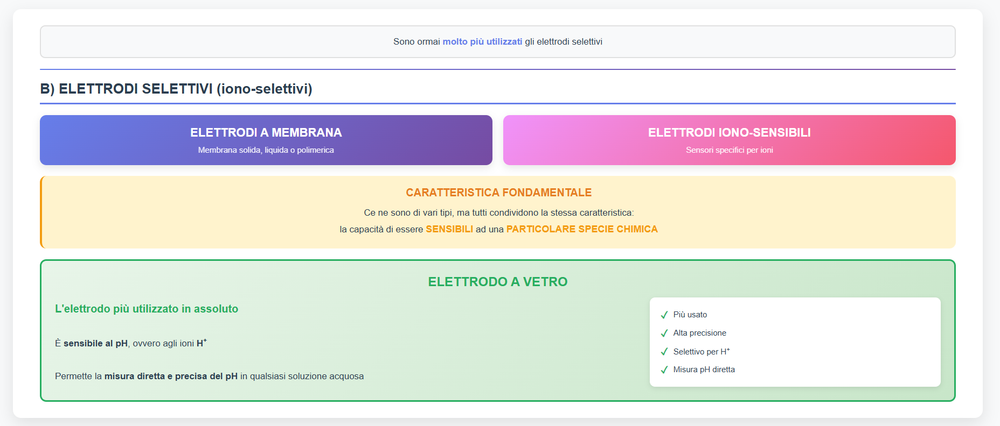 Sono ormai molto più utilizzati gli elettrodi selettivi
B) ELETTRODI SELETTIVI (iono-selettivi)
ELETTRODI A MEMBRANA
Membrana solida, liquida o polimerica
ELETTRODI IONO-SENSIBILI
Sensori specifici per ioni
CARATTERISTICA FONDAMENTALE
Ce ne sono di vari tipi, ma tutti condividono la stessa caratteristica:
la capacità di essere SENSIBILI ad una PARTICOLARE SPECIE CHIMICA
ELETTRODO A VETRO
L'elettrodo più utilizzato in assoluto
È sensibile al pH, ovvero agli ioni H⁺
Permette la misura diretta e precisa del pH in qualsiasi soluzione acquosa
✓ Più usato
✓ Alta precisione
✓ Selettivo per H⁺
✓ Misura pH diretta